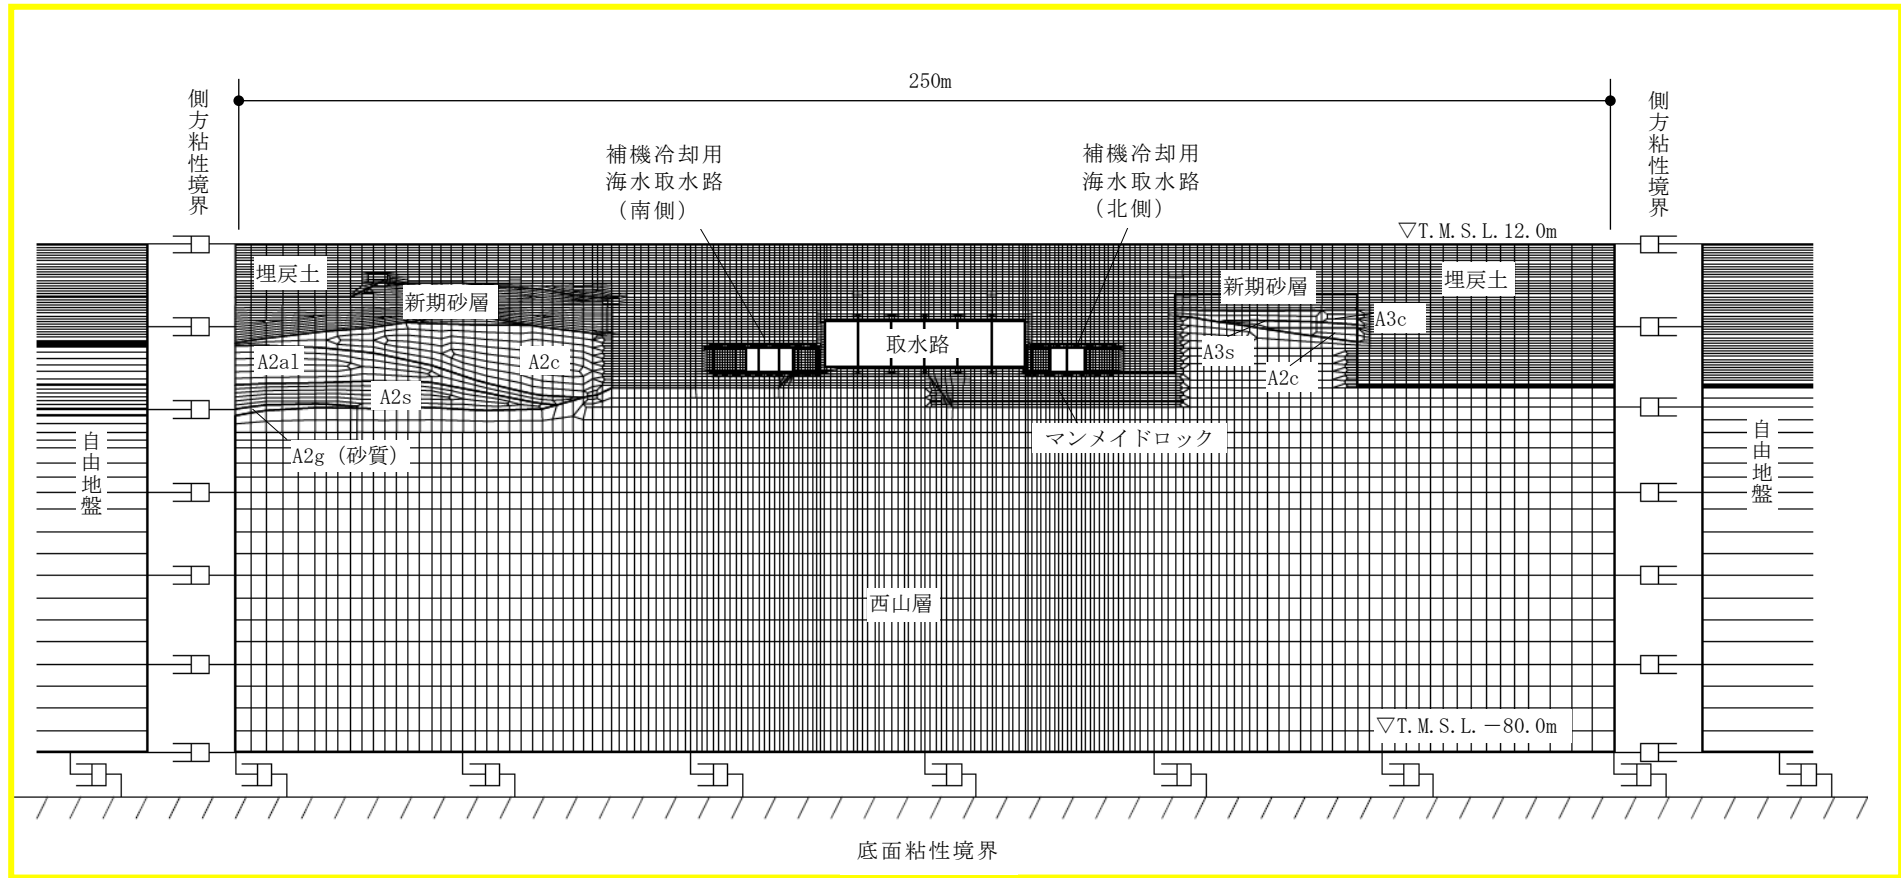 250m
側方粘性境界
側方粘性境界
補機冷却用
海水取水路
（南側）
補機冷却用
海水取水路
（北側）
▽T.M.S.L.12.0m
埋戻土
新期砂層
新期砂層
埋戻土
A3c
取水路
A2al
A2c
A3s
A2c
A2s
マンメイドロック
A2g（砂質）
自由地盤
自由地盤
西山層
▽T.M.S.L.－80.0m
底面粘性境界